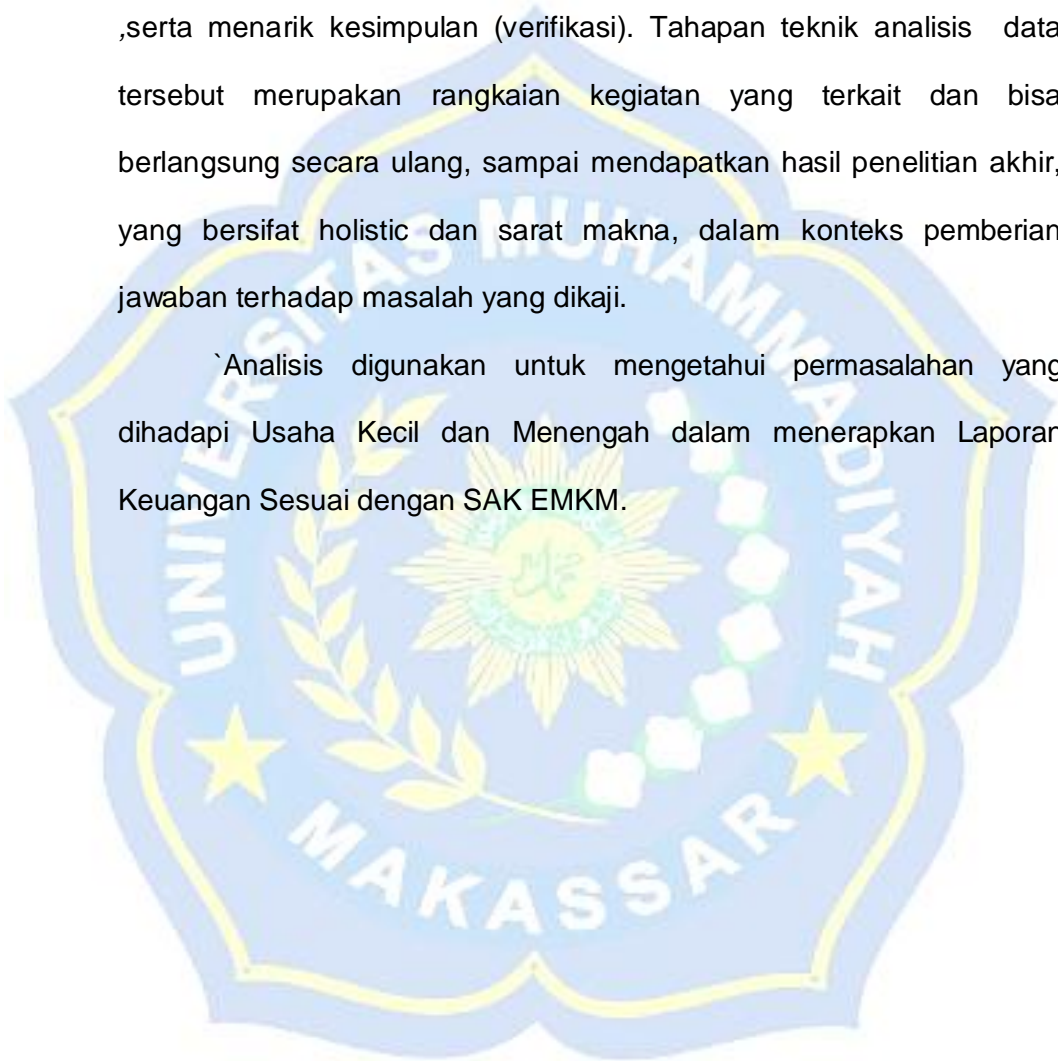 ,serta menarik kesimpulan (verifikasi). Tahapan teknik analisis data
tersebut merupakan rangkaian kegiatan yang terkait dan bisa
berlangsung secara ulang, sampai mendapatkan hasil penelitian akhir,
yang bersifat holistic dan sarat makna, dalam konteks pemberian
jawaban terhadap masalah yang dikaji.
`Analisis digunakan untuk mengetahui permasalahan yang
dihadapi Usaha Kecil dan Menengah dalam menerapkan Laporan
Keuangan Sesuai dengan SAK EMKM.
UNIVERSITAS MUHAMMADIYAH
MAKASSAR